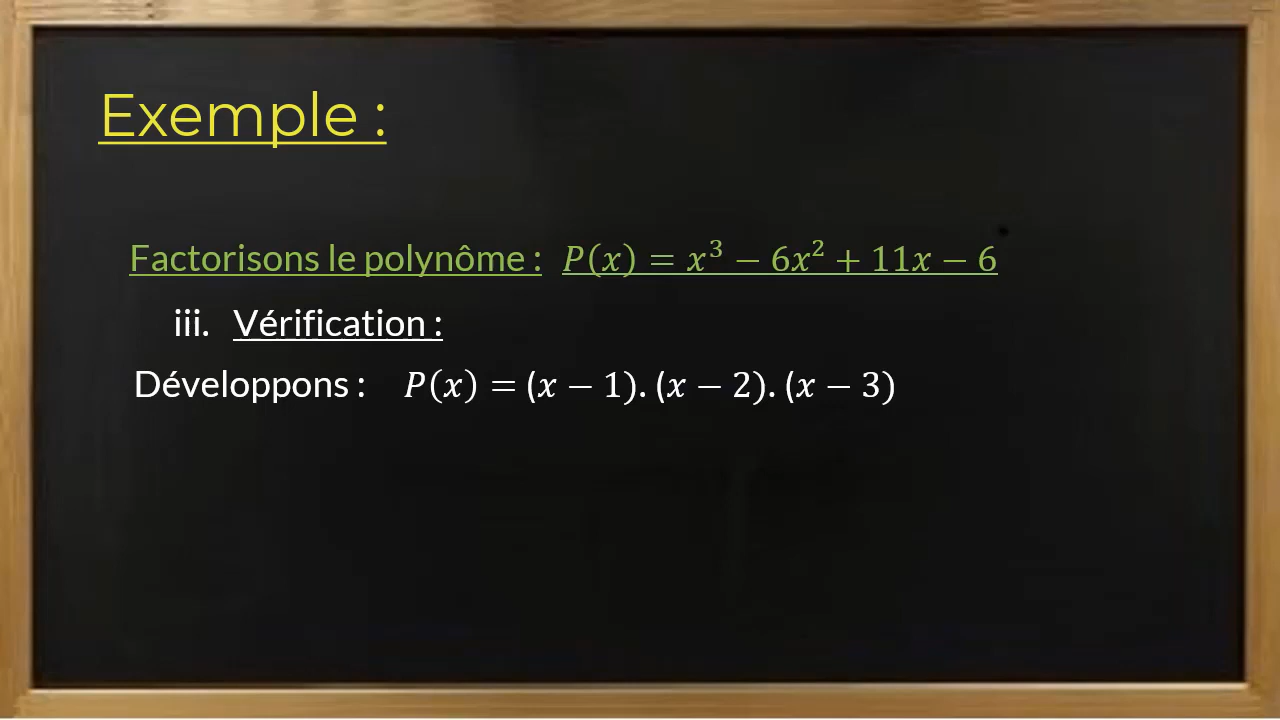 Exemple :
Factorisons le polynôme : P(x) = x³ − 6x² + 11x − 6
iii. Vérification :
Développons : P(x) = (x − 1). (x − 2). (x − 3)